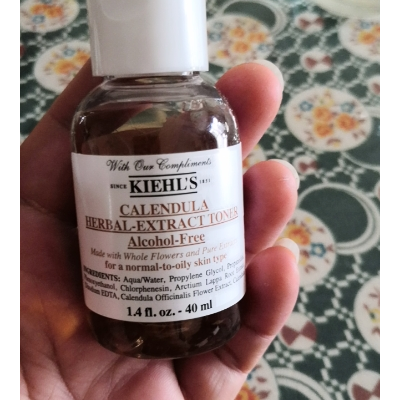 With Our Compliments
SINCE KIEHL'S 1851
CALENDULA
HERBAL-EXTRACT TONER
Alcohol-Free
Made with Whole Flowers and Pure
for a normal-to-oily skin type
INGREDIENTS: Aqua/Water, Propylene Glycol,
Chlorphenesin, Arctium Lappa
EDTA, Calendula Officinalis Flower Extract,
1.4 fl. oz. - 40 ml